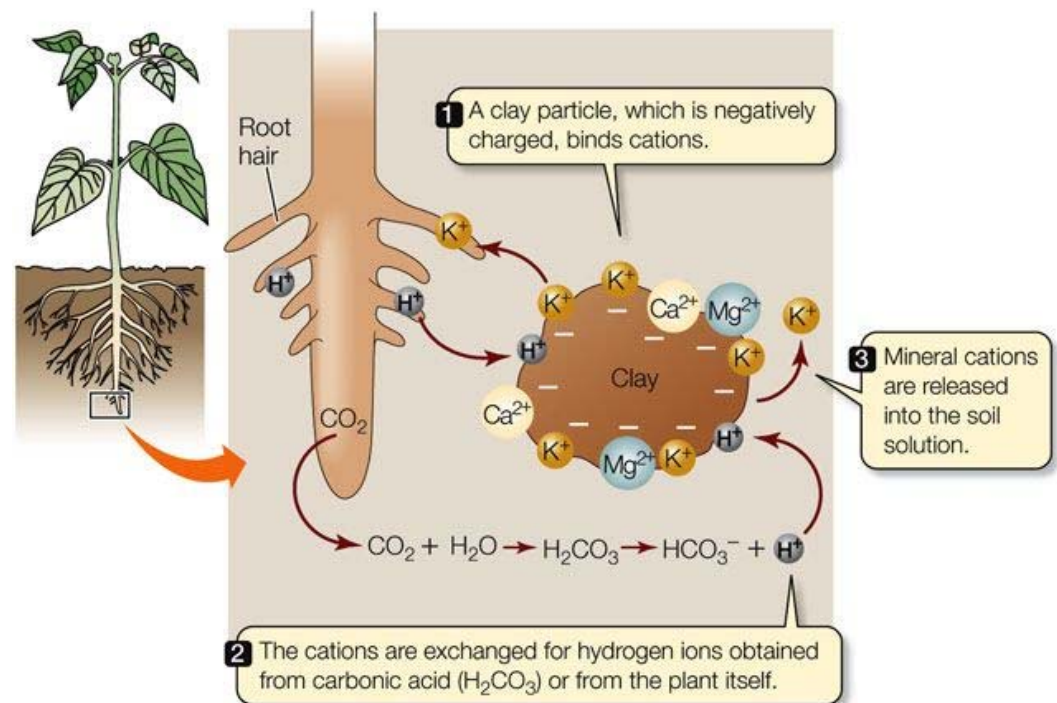 1 A clay particle, which is negatively
charged, binds cations.
Root
hair
K⁺
H⁺
H⁺
K⁺
K⁺
Ca²⁺
Mg²⁺
K⁺
H⁺
K⁺
Clay
3 Mineral cations
are released
into the soil
solution.
Ca²⁺
CO₂
K⁺
Mg²⁺
K⁺
H⁺
CO₂ + H₂O → H₂CO₃ → HCO₃⁻ + H⁺
2 The cations are exchanged for hydrogen ions obtained
from carbonic acid (H₂CO₃) or from the plant itself.